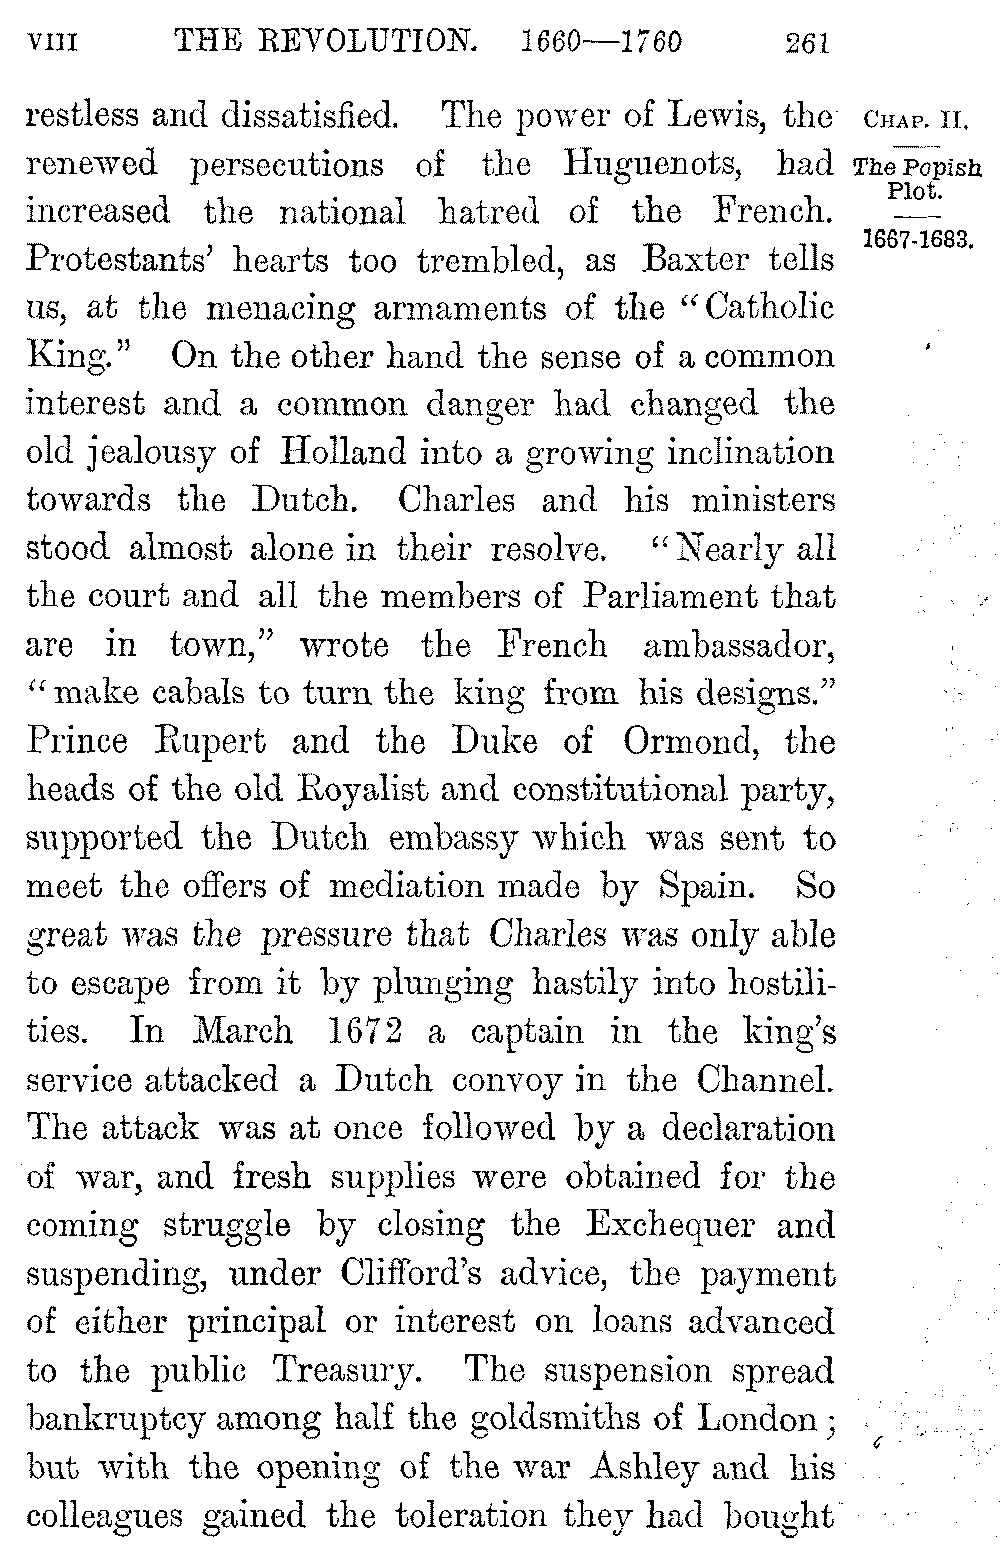 VIII THE REVOLUTION. 1660—1760 261
restless and dissatisfied. The power of Lewis, the
renewed persecutions of the Huguenots, had
increased the national hatred of the French.
Protestants’ hearts too trembled, as Baxter tells
us, at the menacing armaments of the “Catholic
King.” On the other hand the sense of a common
interest and a common danger had changed the
old jealousy of Holland into a growing inclination
towards the Dutch. Charles and his ministers
stood almost alone in their resolve. “Nearly all
the court and all the members of Parliament that
are in town,” wrote the French ambassador,
“make cabals to turn the king from his designs.”
Prince Rupert and the Duke of Ormond, the
heads of the old Royalist and constitutional party,
supported the Dutch embassy which was sent to
meet the offers of mediation made by Spain. So
great was the pressure that Charles was only able
to escape from it by plunging hastily into hostili-
ties. In March 1672 a captain in the king’s
service attacked a Dutch convoy in the Channel.
The attack was at once followed by a declaration
of war, and fresh supplies were obtained for the
coming struggle by closing the Exchequer and
suspending, under Clifford’s advice, the payment
of either principal or interest on loans advanced
to the public Treasury. The suspension spread
bankruptcy among half the goldsmiths of London;
but with the opening of the war Ashley and his
colleagues gained the toleration they had bought
CHAP. II.
The Popish
Plot.
1667-1683.